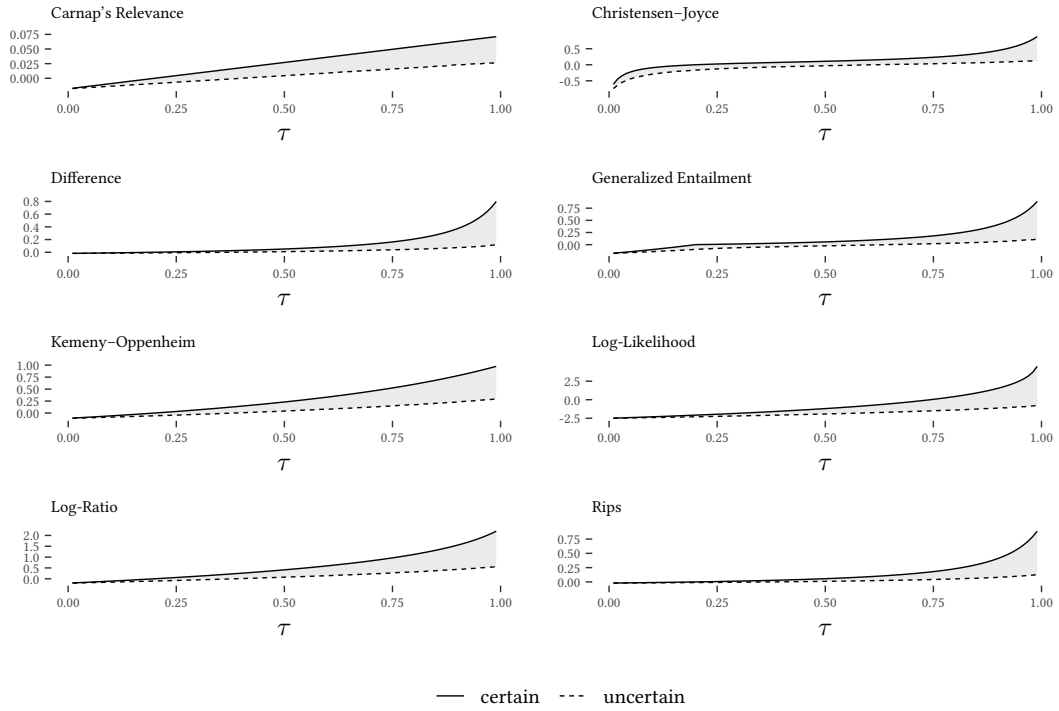 Carnap's Relevance
0.075
0.050
0.025
0.000
0.00 0.25 0.50 0.75 1.00
τ
Christensen–Joyce
0.5
0.0
-0.5
0.00 0.25 0.50 0.75 1.00
τ
Difference
0.8
0.6
0.4
0.2
0.0
0.00 0.25 0.50 0.75 1.00
τ
Generalized Entailment
0.75
0.50
0.25
0.00
0.00 0.25 0.50 0.75 1.00
τ
Kemeny–Oppenheim
1.00
0.75
0.50
0.25
0.00
0.00 0.25 0.50 0.75 1.00
τ
Log-Likelihood
2.5
0.0
-2.5
0.00 0.25 0.50 0.75 1.00
τ
Log-Ratio
2.0
1.5
1.0
0.5
0.0
0.00 0.25 0.50 0.75 1.00
τ
Rips
0.75
0.50
0.25
0.00
0.00 0.25 0.50 0.75 1.00
τ
certain uncertain